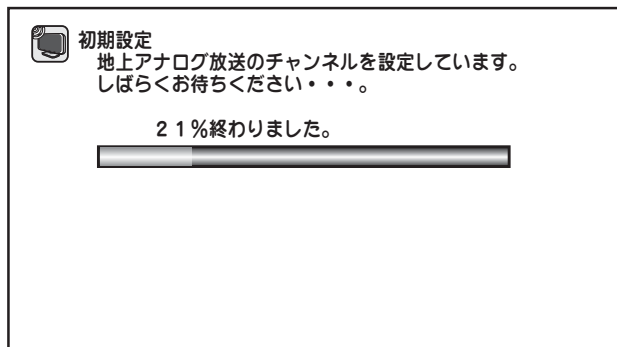 初期設定
地上アナログ放送のチャンネルを設定しています。
しばらくお待ちください・・・。
２１％終わりました。